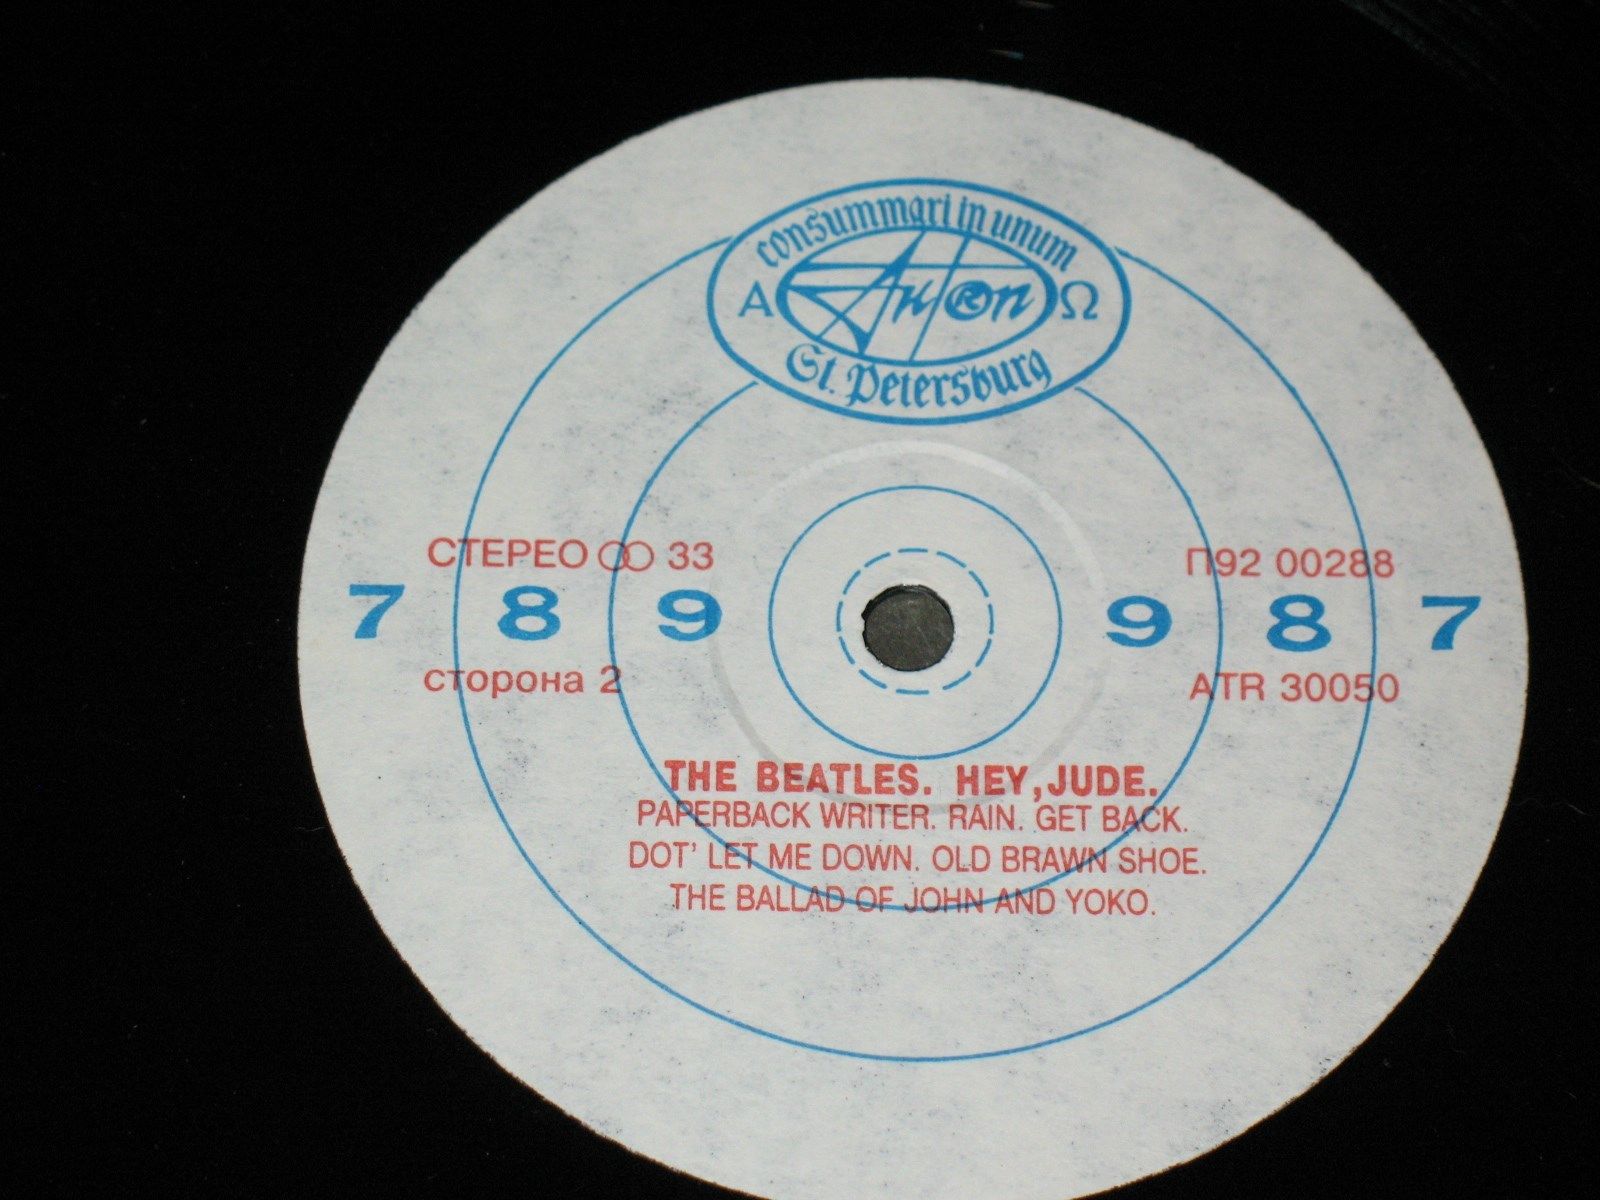 consummari in unum
Α Antrop Ω
St. Petersburg
СТЕРЕО 33
П92 00288
7 8 9 9 8 7
сторона 2
ATR 30050
THE BEATLES. HEY,JUDE.
PAPERBACK WRITER. RAIN. GET BACK.
DOT' LET ME DOWN. OLD BRAWN SHOE.
THE BALLAD OF JOHN AND YOKO.